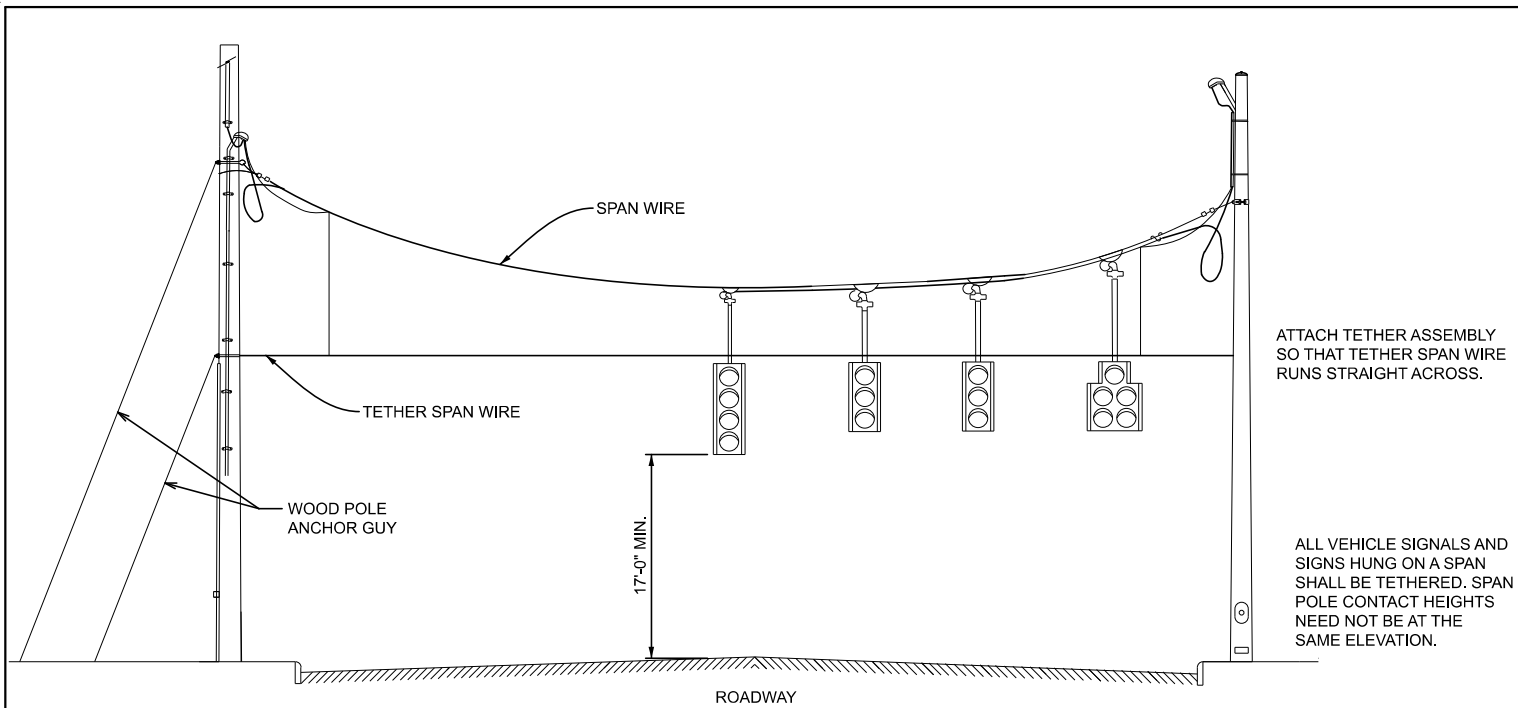 SPAN WIRE
ATTACH TETHER ASSEMBLY
SO THAT TETHER SPAN WIRE
RUNS STRAIGHT ACROSS.
TETHER SPAN WIRE
WOOD POLE
ANCHOR GUY
17'-0" MIN.
ALL VEHICLE SIGNALS AND
SIGNS HUNG ON A SPAN
SHALL BE TETHERED. SPAN
POLE CONTACT HEIGHTS
NEED NOT BE AT THE
SAME ELEVATION.
ROADWAY